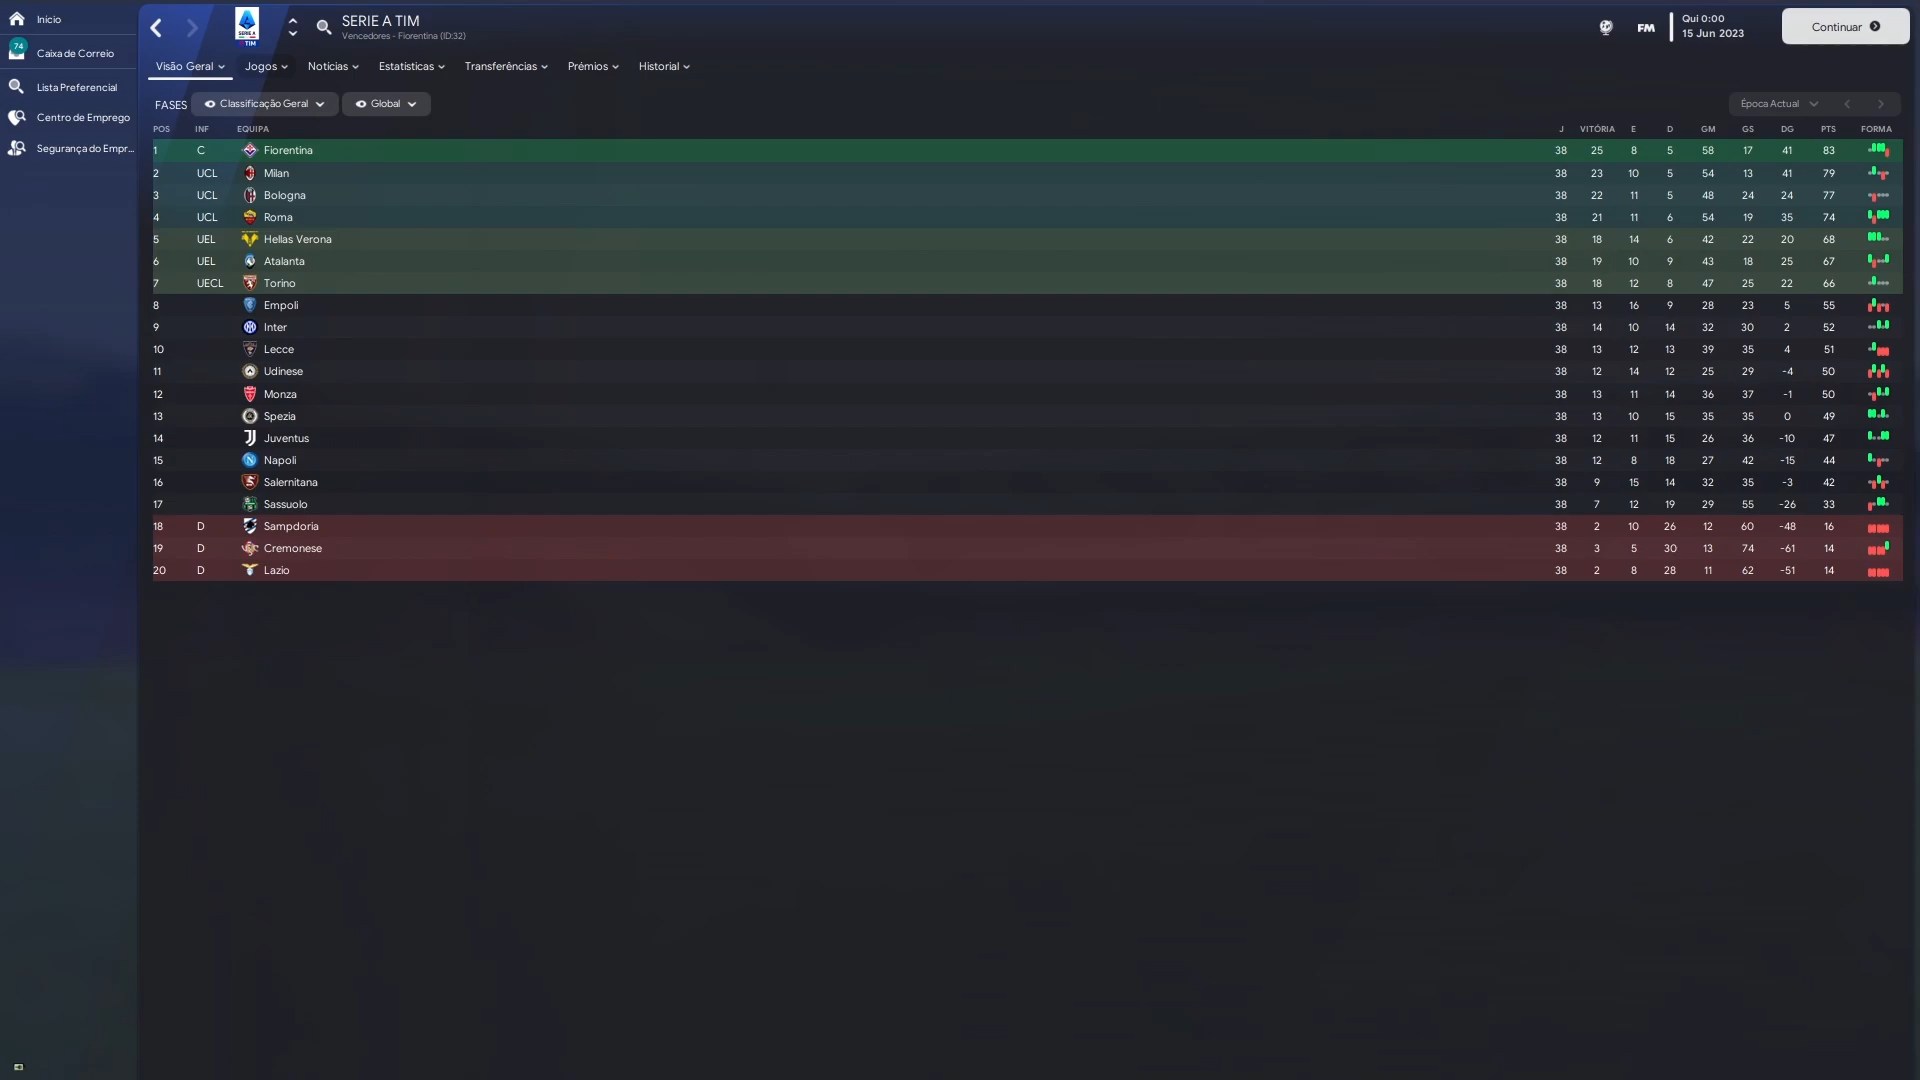 Início
74
Caixa de Correio
Lista Preferencial
Centro de Emprego
Segurança do Empr...
SERIE A
TIM
SERIE A TIM
Vencedores - Fiorentina (ID:32)
FM
Qui 0:00
15 Jun 2023
Continuar
Visão Geral
Jogos
Notícias
Estatísticas
Transferências
Prémios
Historial
FASES
Classificação Geral
Global
Época Actual
POS INF EQUIPA J VITÓRIA E D GM GS DG PTS FORMA
1 C Fiorentina 38 25 8 5 58 17 41 83
2 UCL Milan 38 23 10 5 54 13 41 79
3 UCL Bologna 38 22 11 5 48 24 24 77
4 UCL Roma 38 21 11 6 54 19 35 74
5 UEL Hellas Verona 38 18 14 6 42 22 20 68
6 UEL Atalanta 38 19 10 9 43 18 25 67
7 UECL Torino 38 18 12 8 47 25 22 66
8 Empoli 38 13 16 9 28 23 5 55
9 Inter 38 14 10 14 32 30 2 52
10 Lecce 38 13 12 13 39 35 4 51
11 Udinese 38 12 14 12 25 29 -4 50
12 Monza 38 13 11 14 36 37 -1 50
13 Spezia 38 13 10 15 35 35 0 49
14 Juventus 38 12 11 15 26 36 -10 47
15 Napoli 38 12 8 18 27 42 -15 44
16 Salernitana 38 9 15 14 32 35 -3 42
17 Sassuolo 38 7 12 19 29 55 -26 33
18 D Sampdoria 38 2 10 26 12 60 -48 16
19 D Cremonese 38 3 5 30 13 74 -61 14
20 D Lazio 38 2 8 28 11 62 -51 14